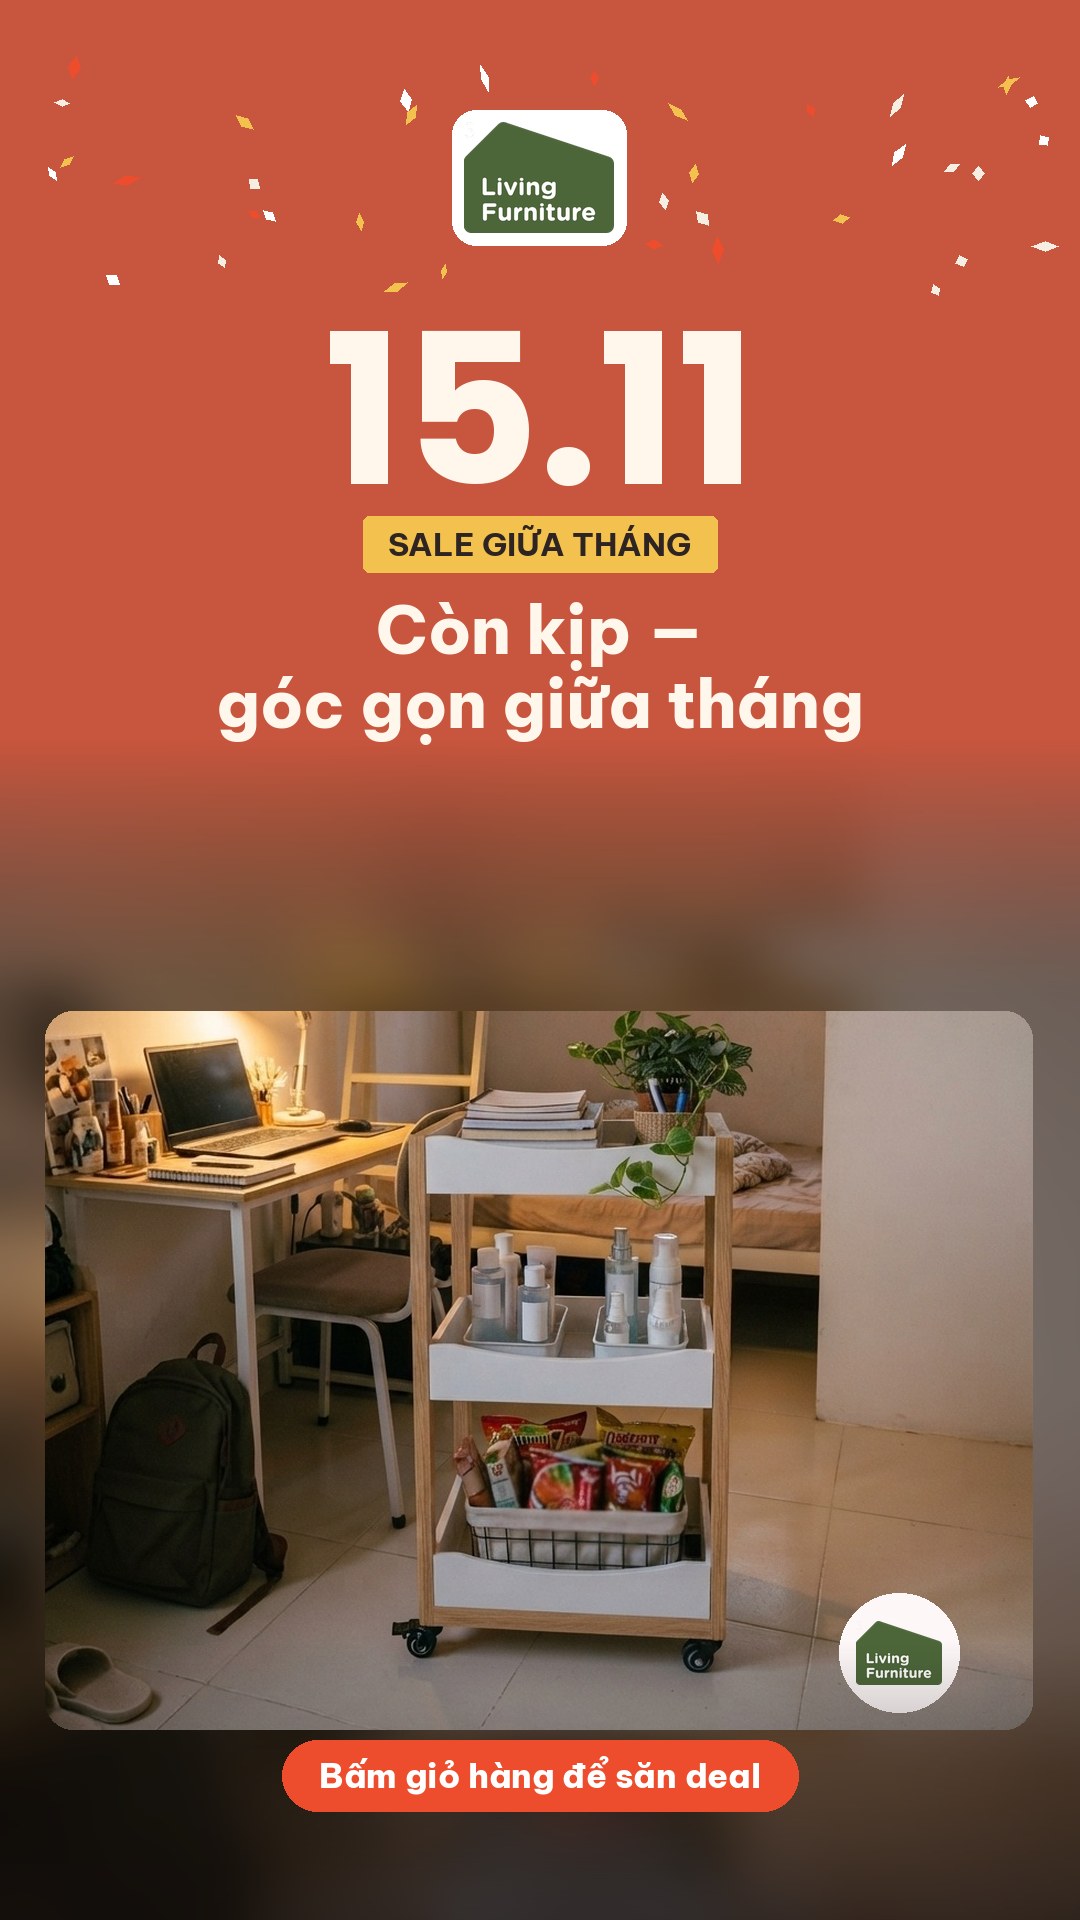 Living
Furniture
15.11
SALE GIỮA THÁNG
Còn kịp —
góc gọn giữa tháng
Living
Furniture
Bấm giỏ hàng để săn deal